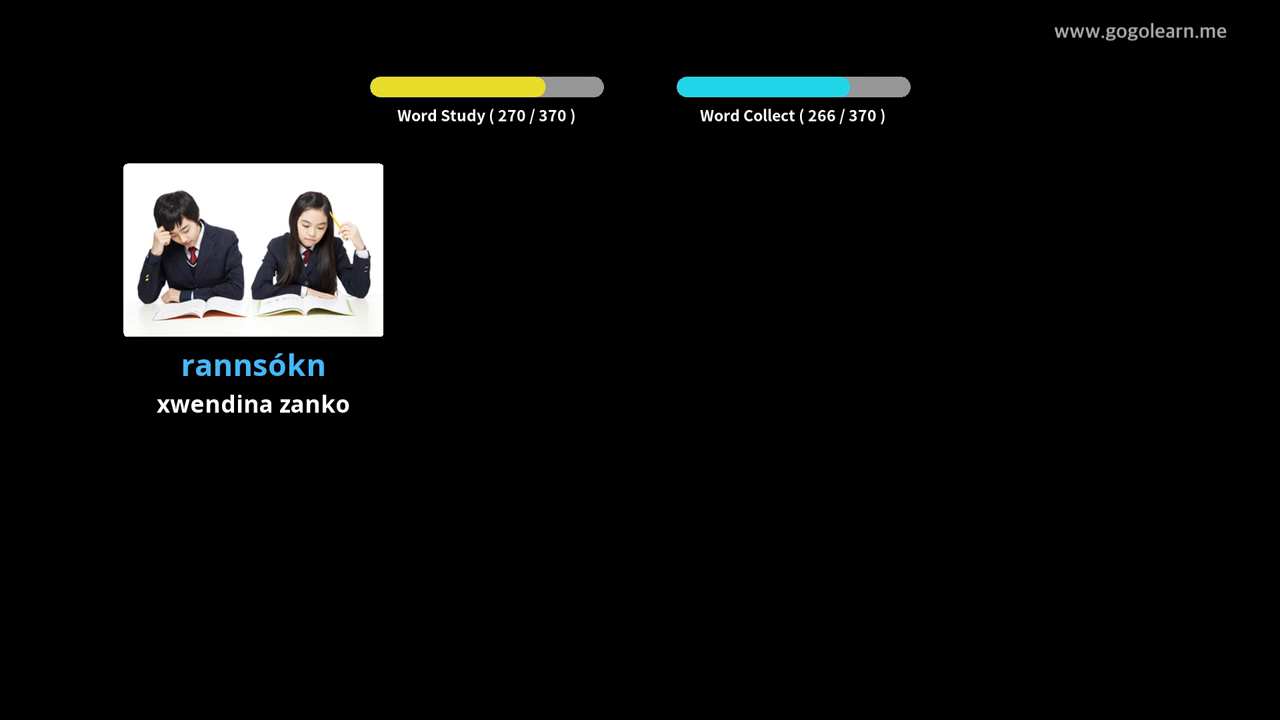 www.gogolearn.me
Word Study ( 270 / 370 )
Word Collect ( 266 / 370 )
rannsókn
xwendina zanko